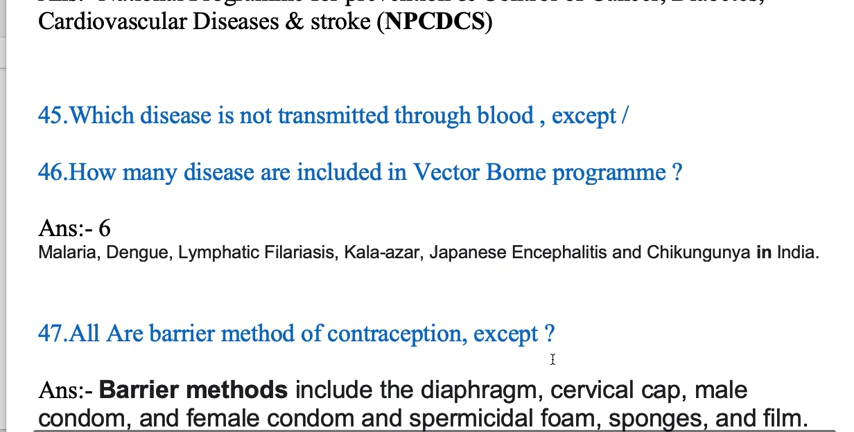 Cardiovascular Diseases & stroke (NPCDCS)
45.Which disease is not transmitted through blood , except /
46.How many disease are included in Vector Borne programme ?
Ans:- 6
Malaria, Dengue, Lymphatic Filariasis, Kala-azar, Japanese Encephalitis and Chikungunya in India.
47.All Are barrier method of contraception, except ?
Ans:- Barrier methods include the diaphragm, cervical cap, male
condom, and female condom and spermicidal foam, sponges, and film.